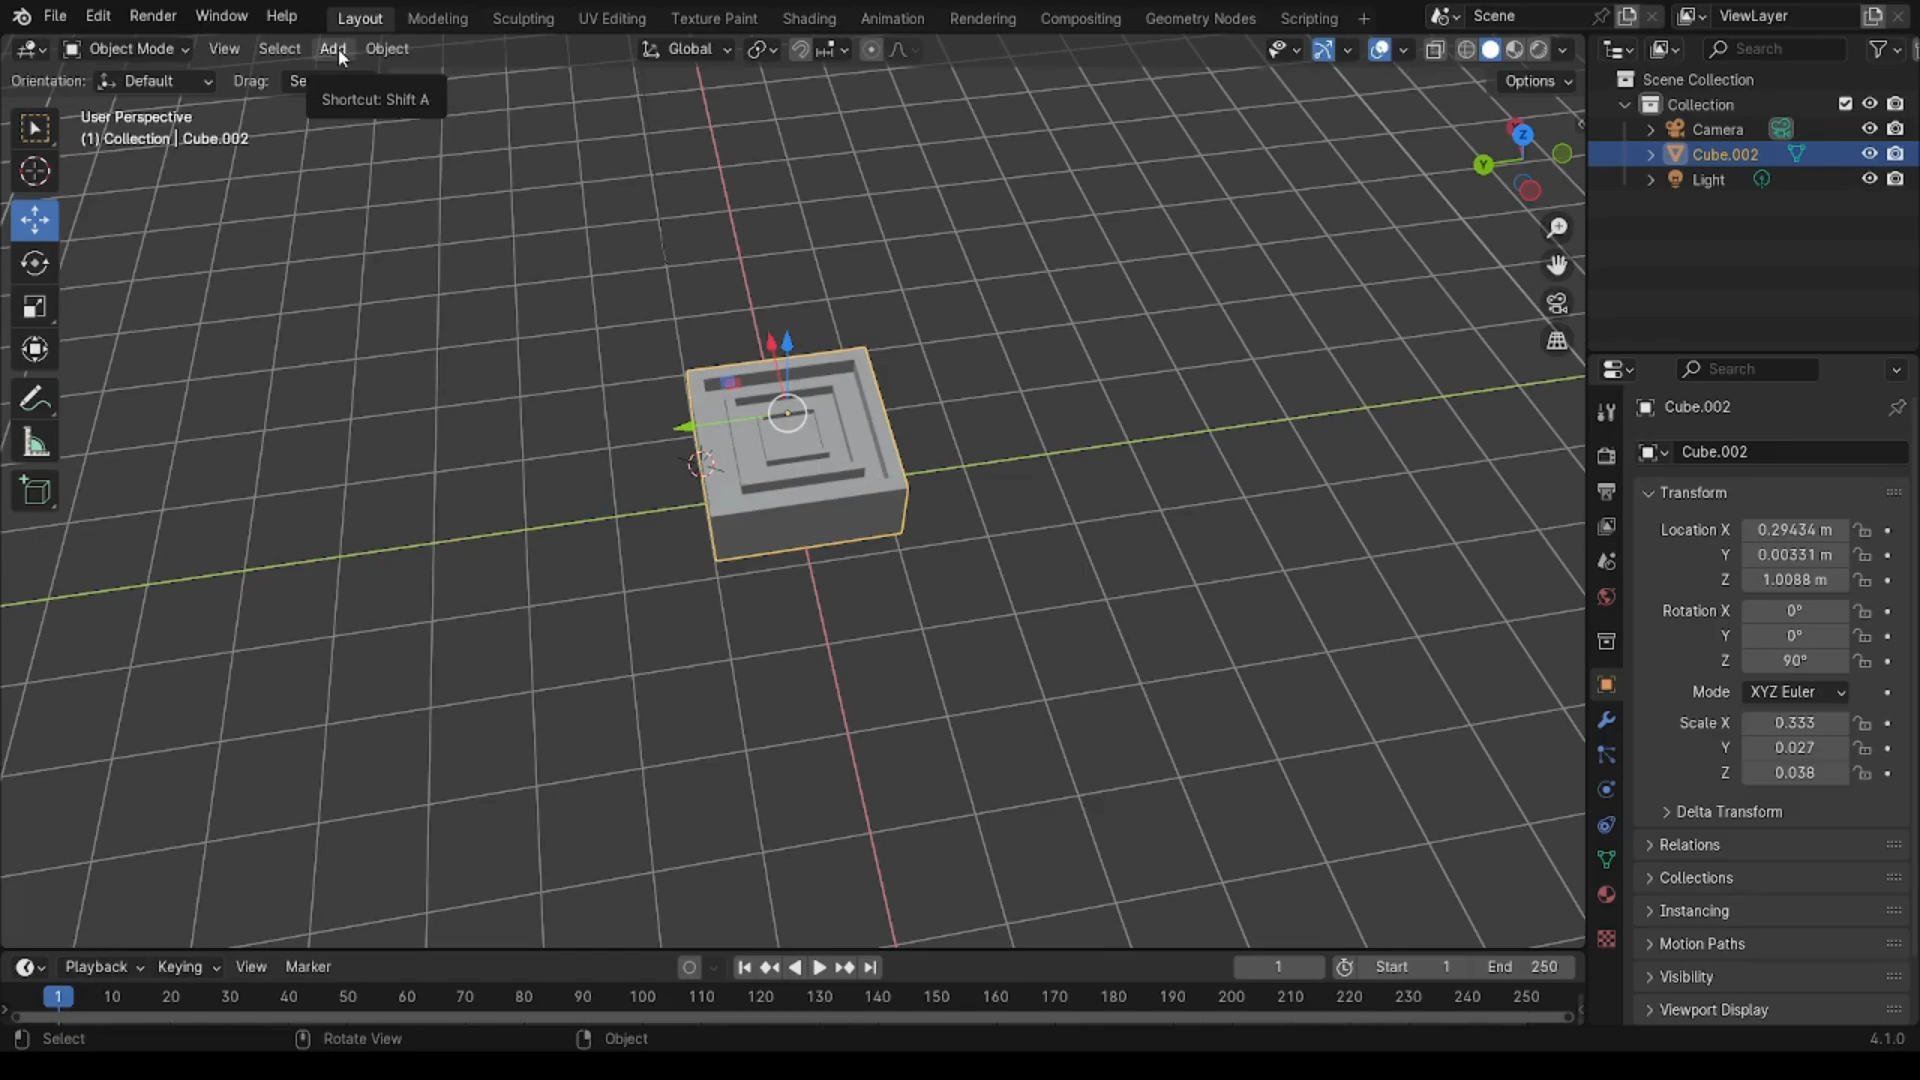 File Edit Render Window Help Layout Modeling Sculpting UV Editing Texture Paint Shading Animation Rendering Compositing Geometry Nodes Scripting + Scene ViewLayer
Object Mode View Select Add Object Global Search
Orientation: Default Drag: Se Options
Shortcut: Shift A
User Perspective
(1) Collection | Cube.002
Z
Y
Scene Collection
Collection
Camera
Cube.002
Light
Search
Cube.002
Cube.002
Transform
Location X 0.29434 m
Y 0.00331 m
Z 1.0088 m
Rotation X 0°
Y 0°
Z 90°
Mode XYZ Euler
Scale X 0.333
Y 0.027
Z 0.038
Delta Transform
Relations
Collections
Instancing
Motion Paths
Visibility
Viewport Display
Playback Keying View Marker 1 Start 1 End 250
1 10 20 30 40 50 60 70 80 90 100 110 120 130 140 150 160 170 180 190 200 210 220 230 240 250
Select Rotate View Object 4.1.0